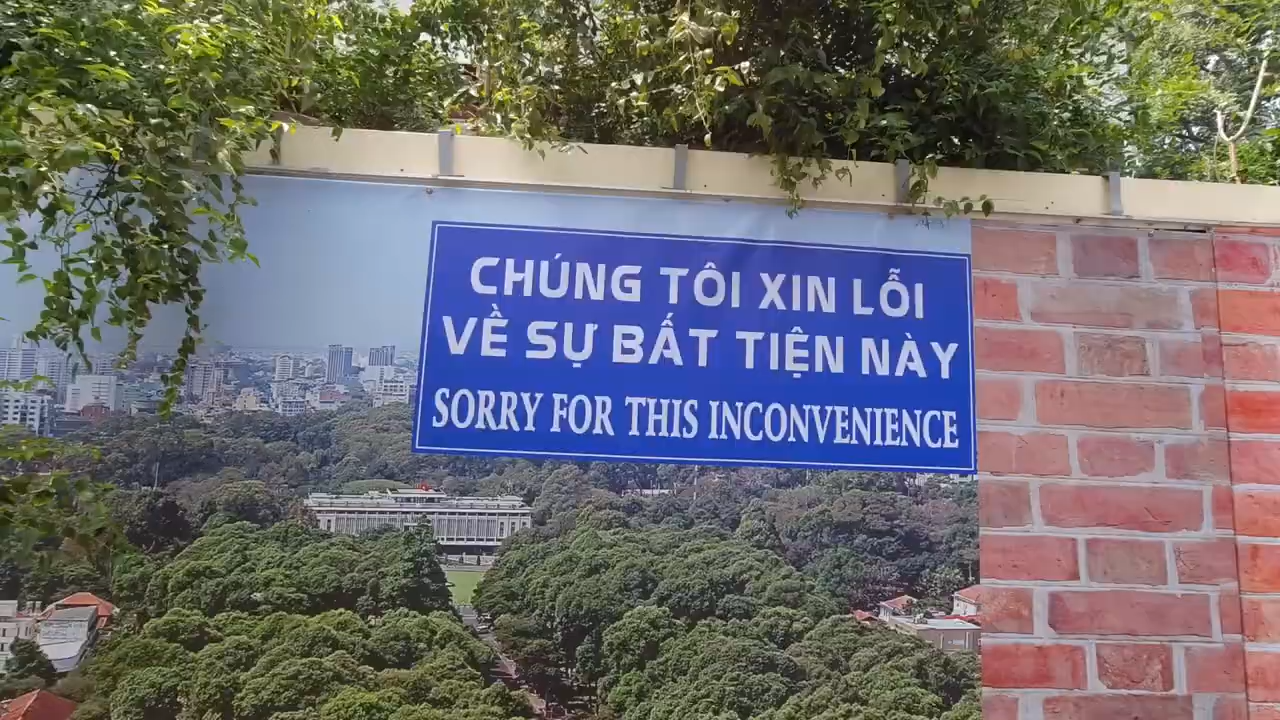 CHÚNG TÔI XIN LỖI
VỀ SỰ BẤT TIỆN NÀY
SORRY FOR THIS INCONVENIENCE